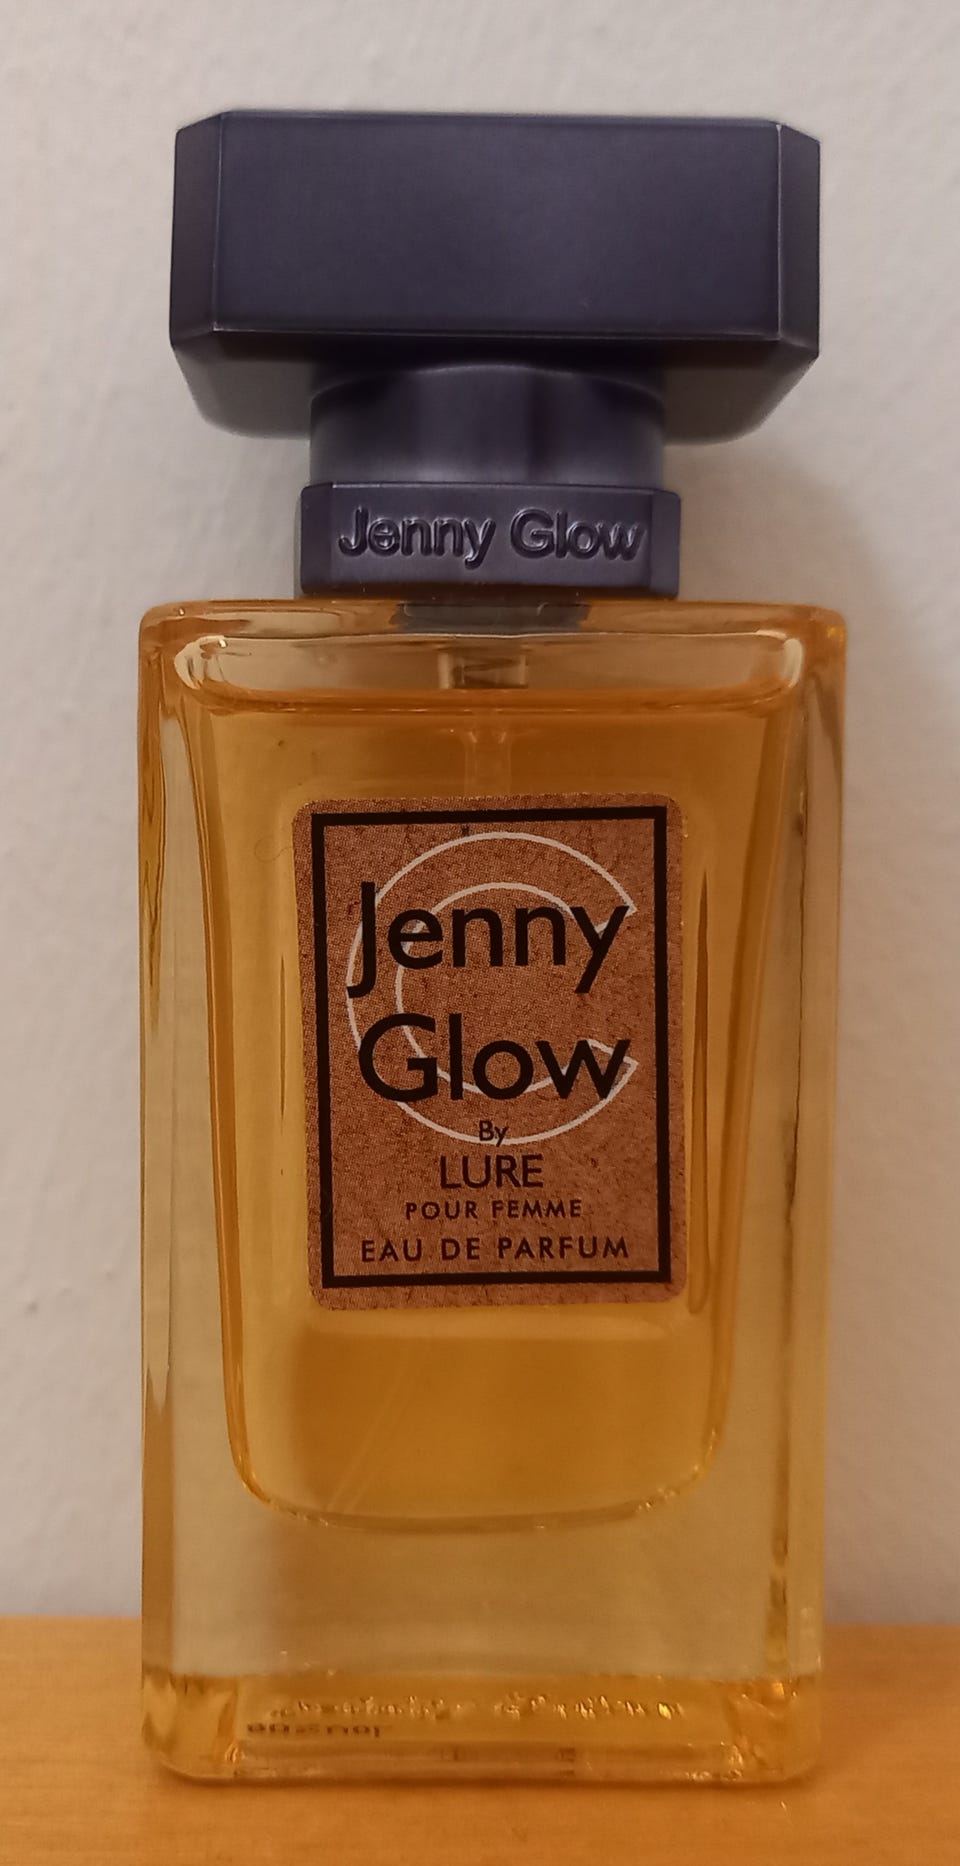 Jenny Glow
Jenny
Glow
By
LURE
POUR FEMME
EAU DE PARFUM